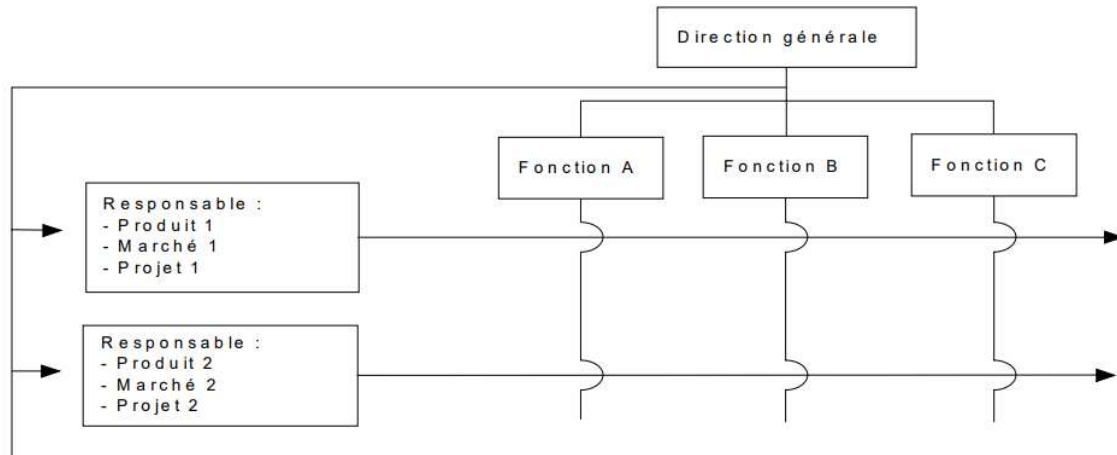 Direction générale
Fonction A
Fonction B
Fonction C
Responsable :
- Produit 1
- Marché 1
- Projet 1
Responsable :
- Produit 2
- Marché 2
- Projet 2